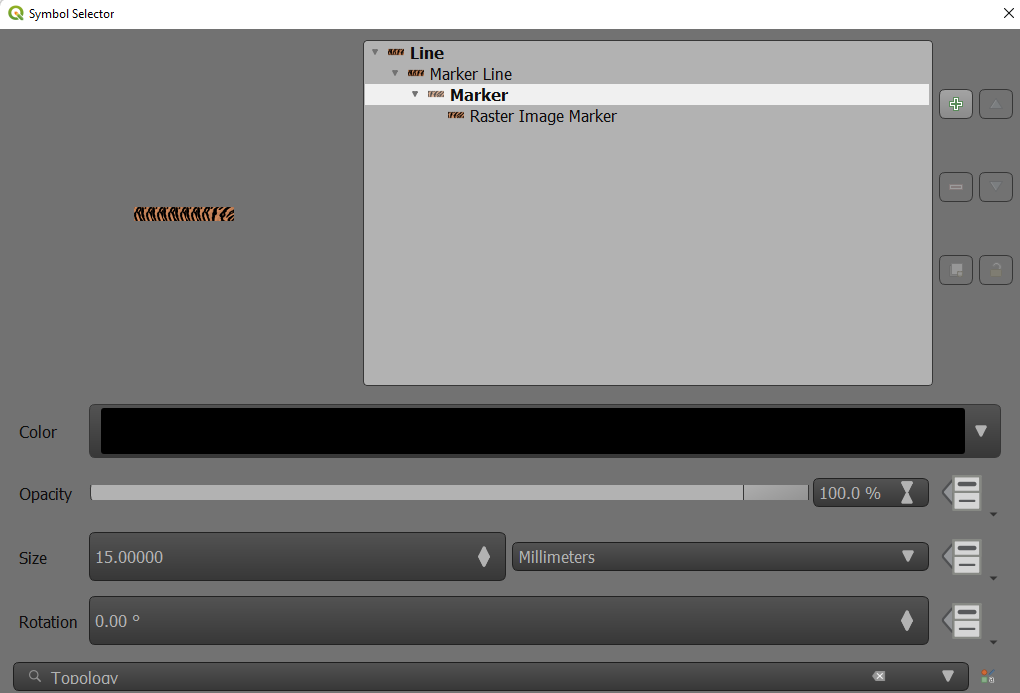 Symbol Selector
Line
Marker Line
Marker
Raster Image Marker
Color
Opacity
100.0 %
Size
15.00000
Millimeters
Rotation
0.00 °
Topology